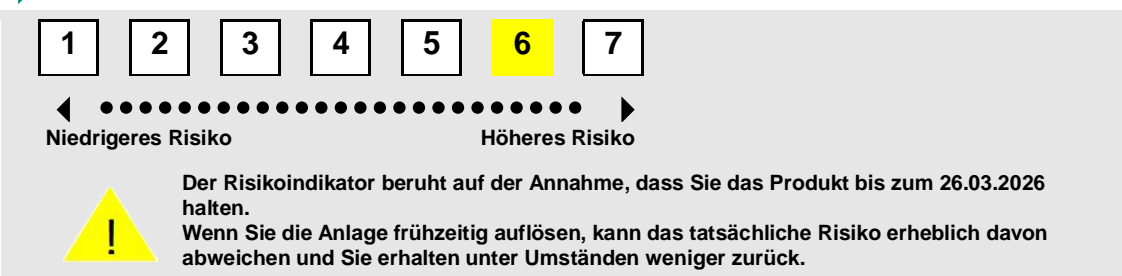 1 2 3 4 5 6 7
Niedrigeres Risiko Höheres Risiko
Der Risikoindikator beruht auf der Annahme, dass Sie das Produkt bis zum 26.03.2026
halten.
Wenn Sie die Anlage frühzeitig auflösen, kann das tatsächliche Risiko erheblich davon
abweichen und Sie erhalten unter Umständen weniger zurück.
!